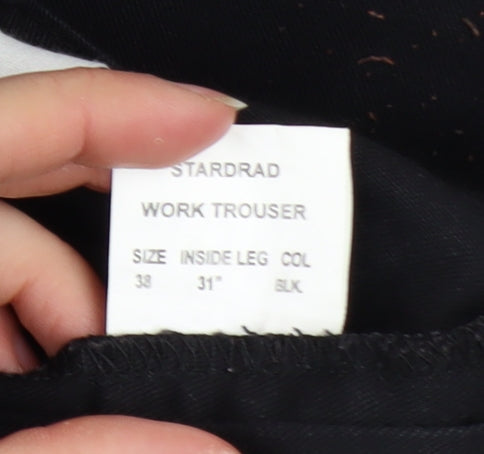 STARDRAD
WORK TROUSER
SIZE INSIDE LEG COL
38 31" BLK.